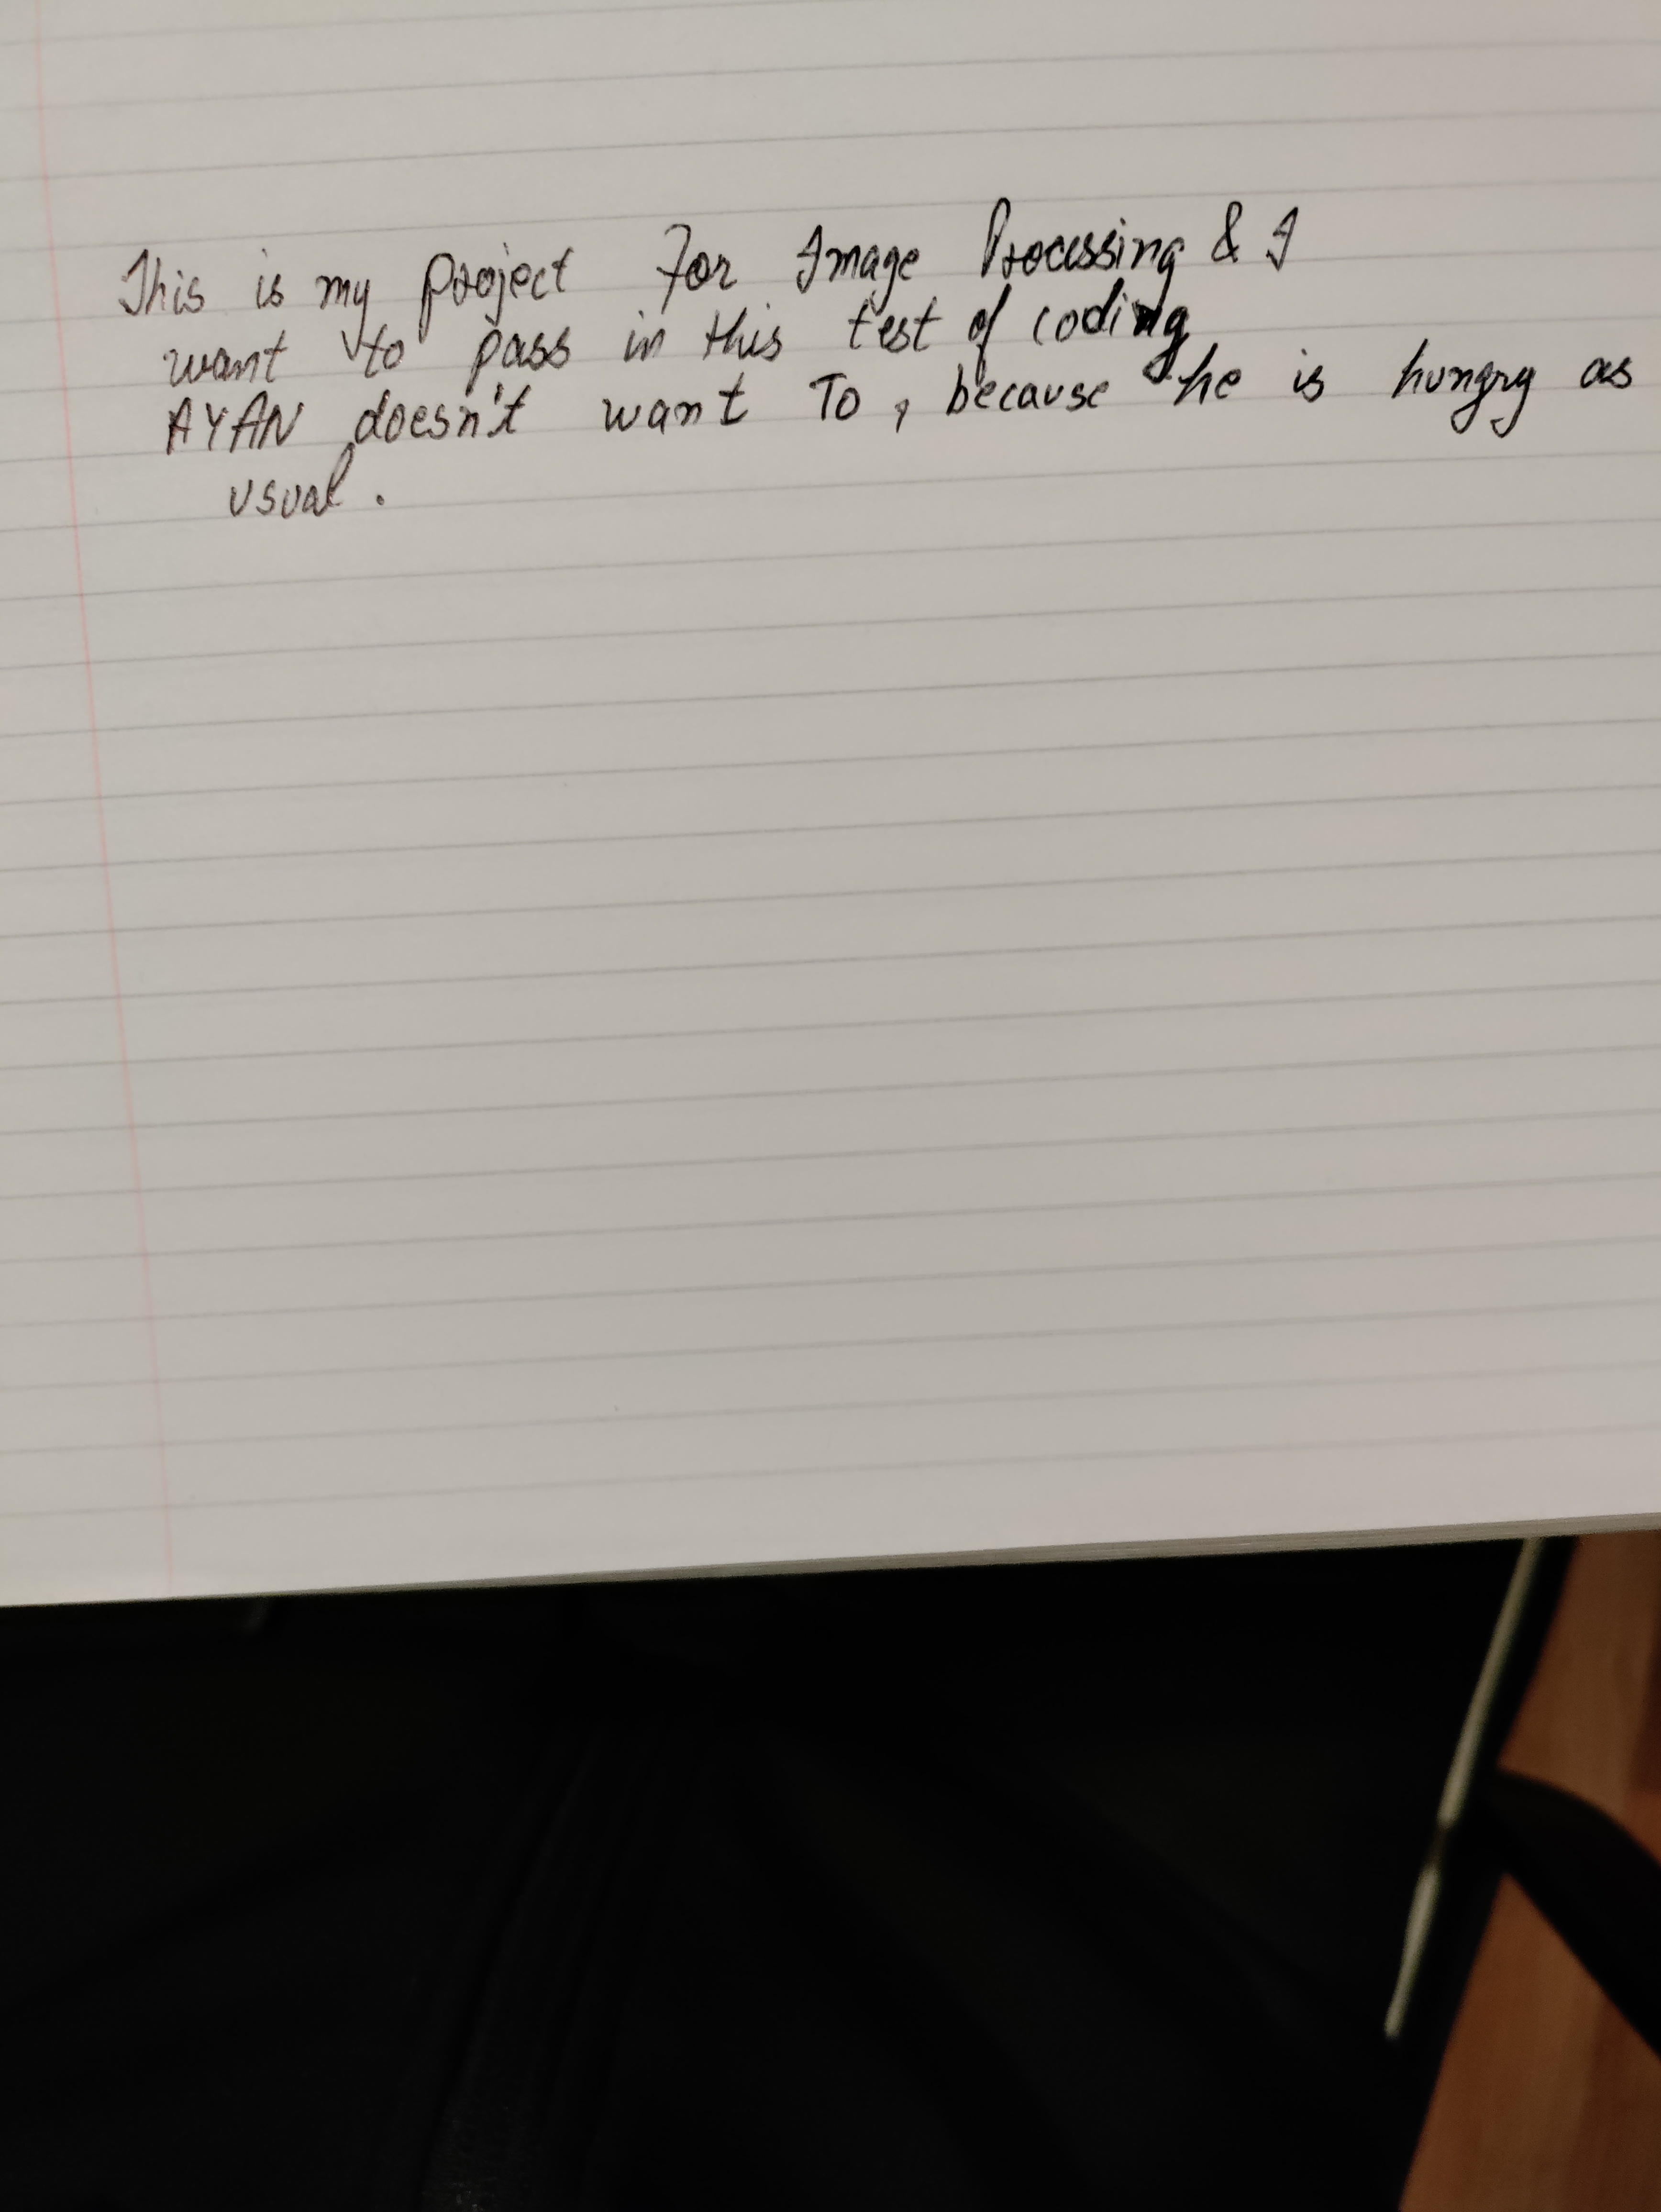 This is my project For Image Processing & I
want to pass in this test of coding
AYAN doesn't want To, because he is hungry as
usual.